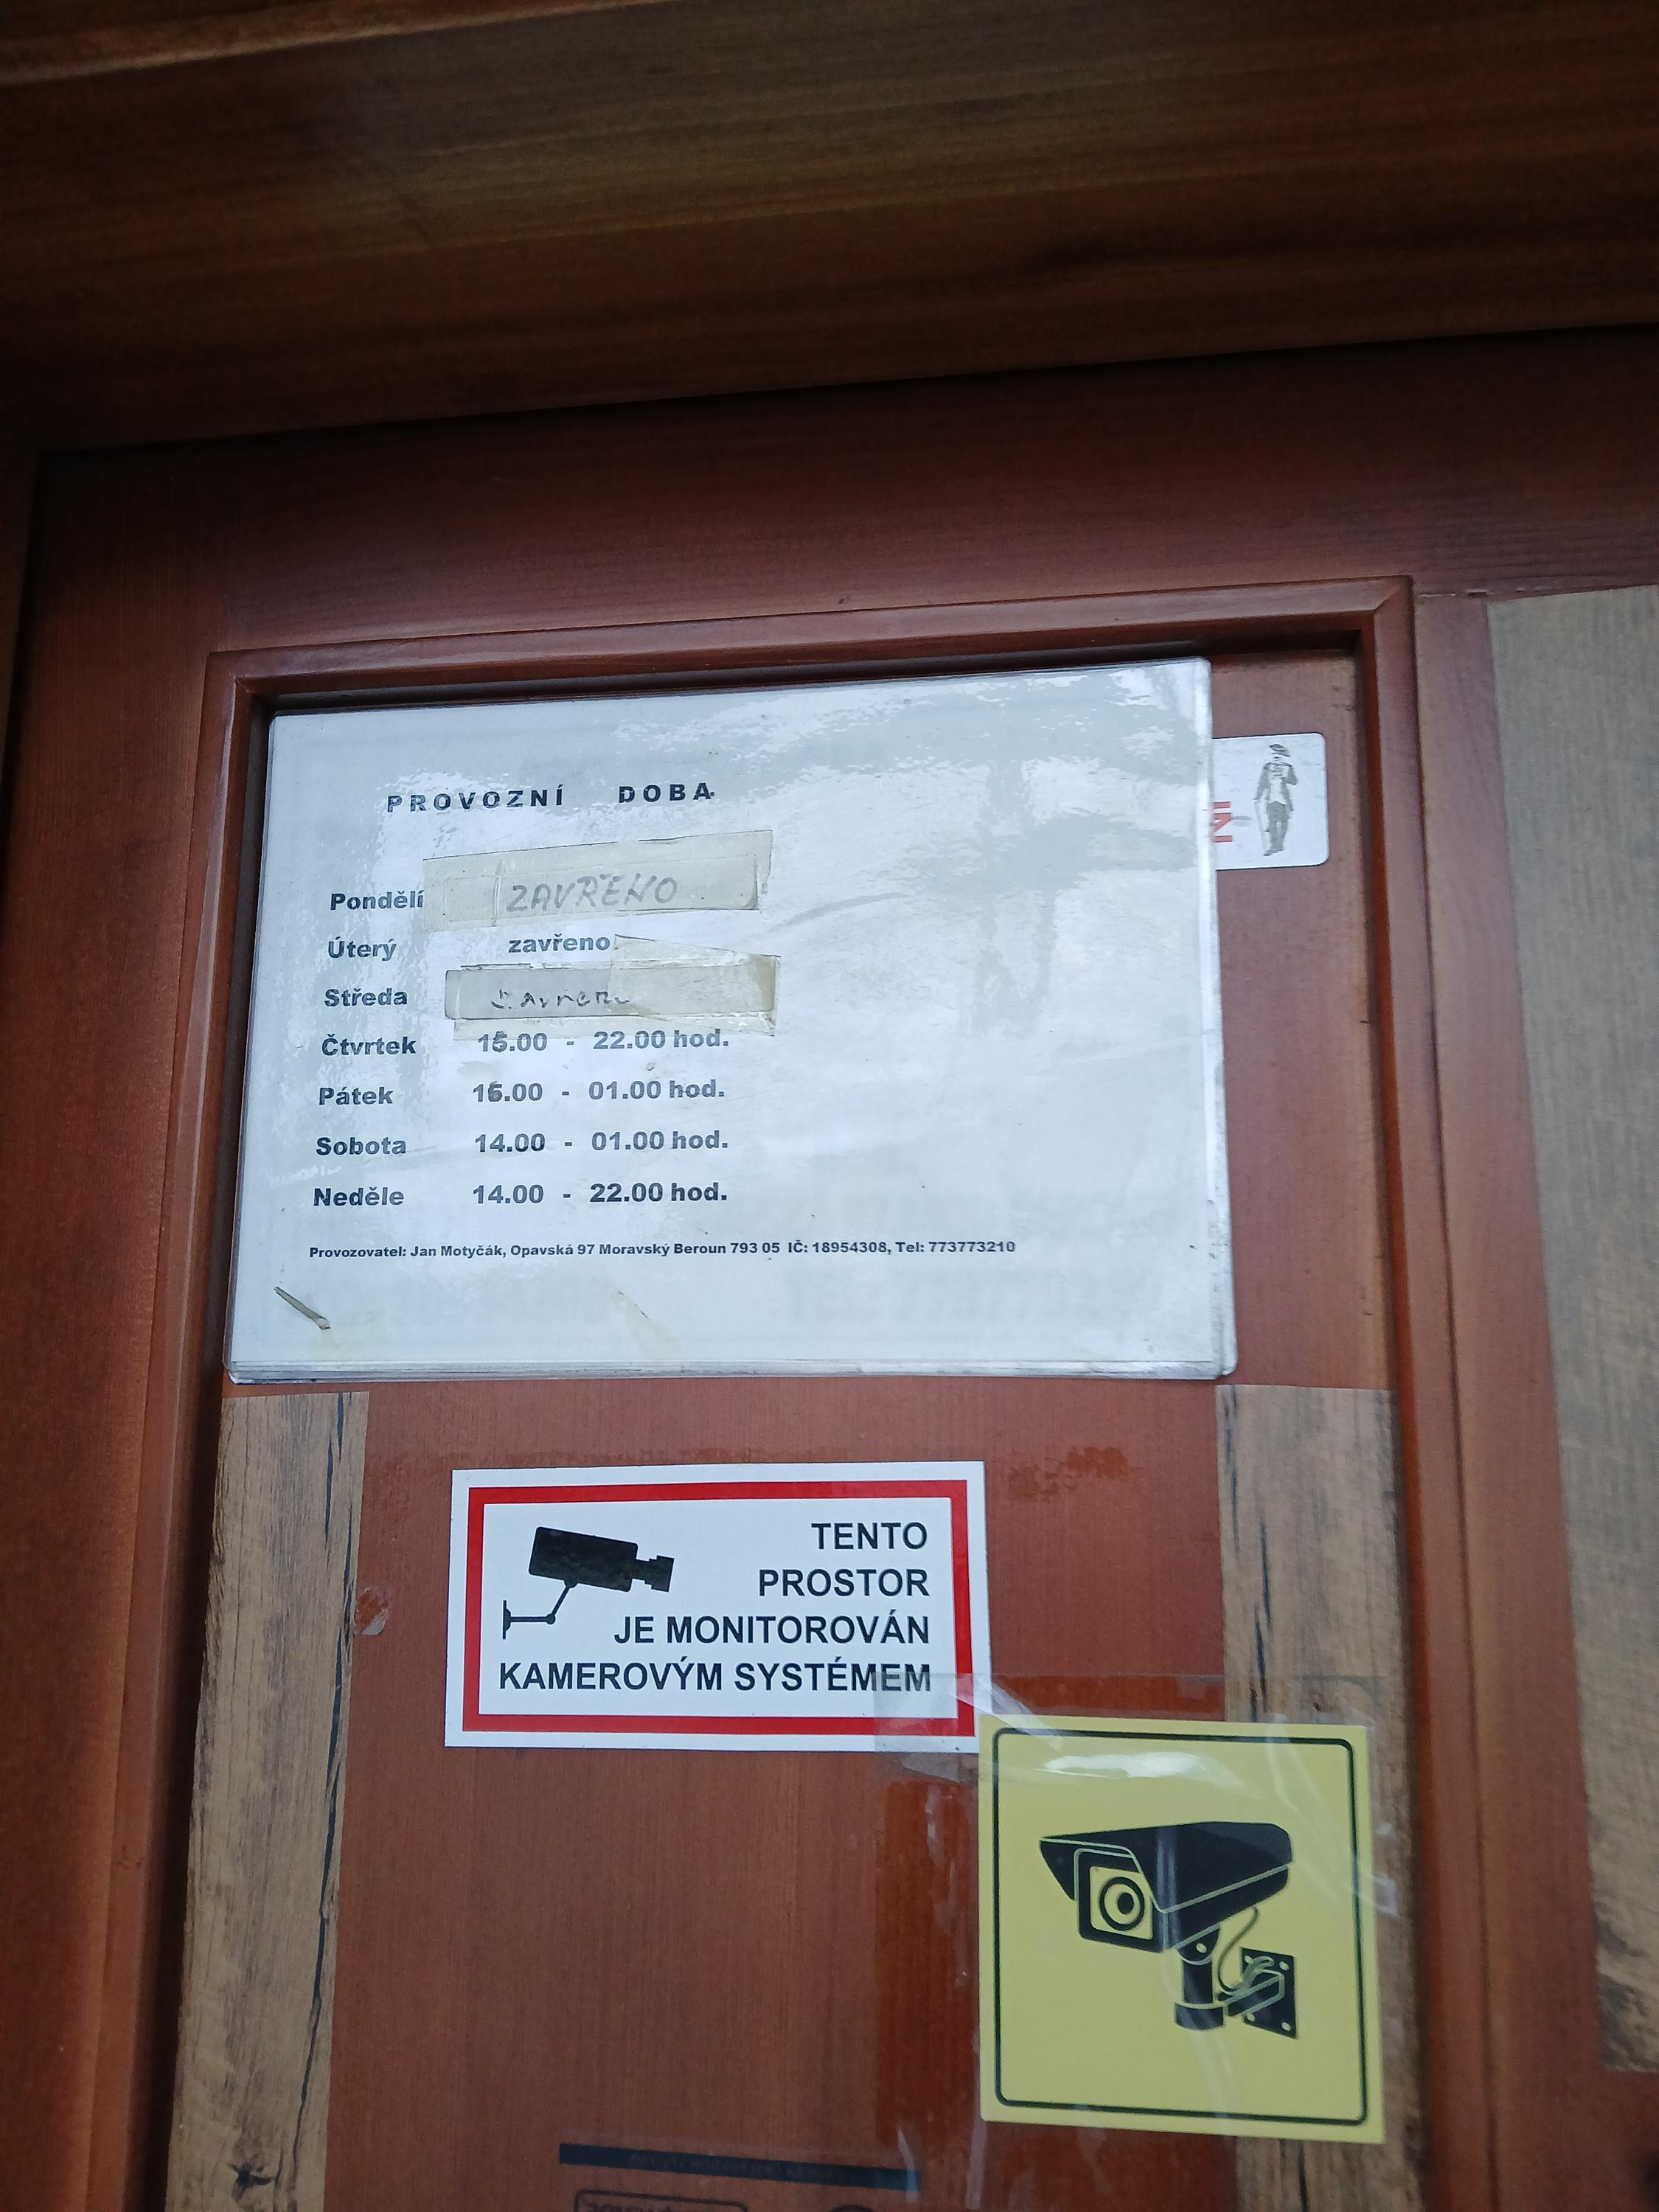 PROVOZNÍ DOBA
Pondělí ZAVŘENO
Úterý zavřeno
Středa
Čtvrtek 15.00 - 22.00 hod.
Pátek - 01.00 hod.
Sobota 14.00 - 01.00 hod.
Neděle 14.00 - 22.00 hod.
Provozovatel: Jan Motyčák, Opavská 97 Moravský Beroun 793 05 IČ: 18954308, Tel: 773773210
TENTO
PROSTOR
JE MONITOROVÁN
KAMEROVÝM SYSTÉMEM